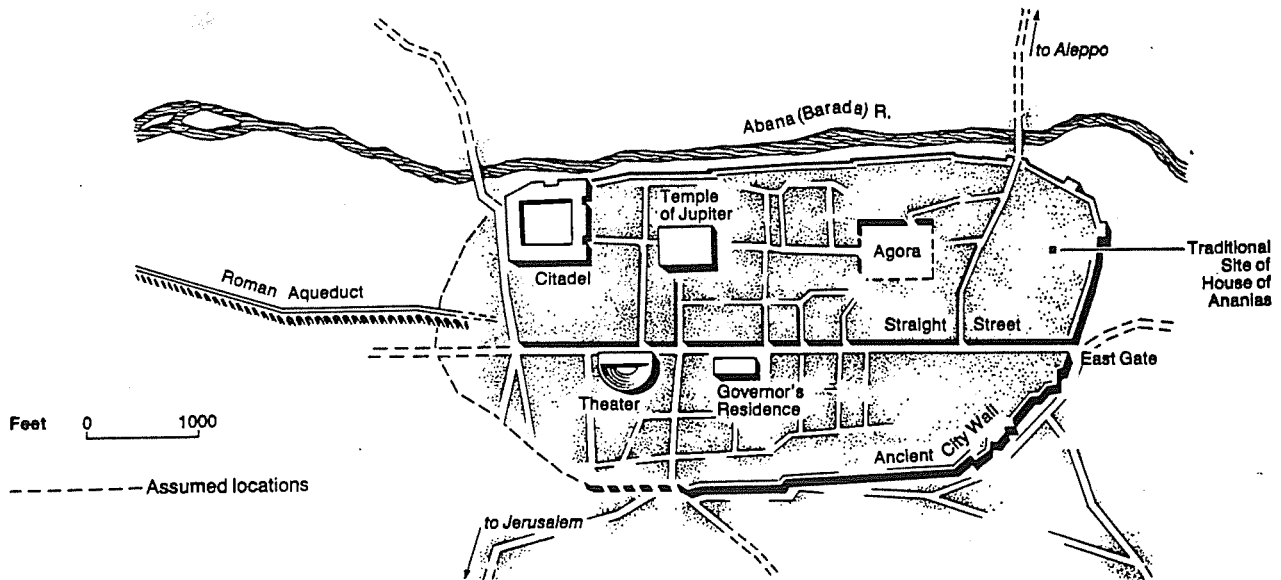 to Aleppo
Abana (Barada) R.
Temple
of Jupiter
Citadel
Agora
Traditional
Site of
House of
Ananias
Roman Aqueduct
Straight Street
East Gate
Theater
Governor's
Residence
Feet 0 1000
Ancient City Wall
Assumed locations
to Jerusalem